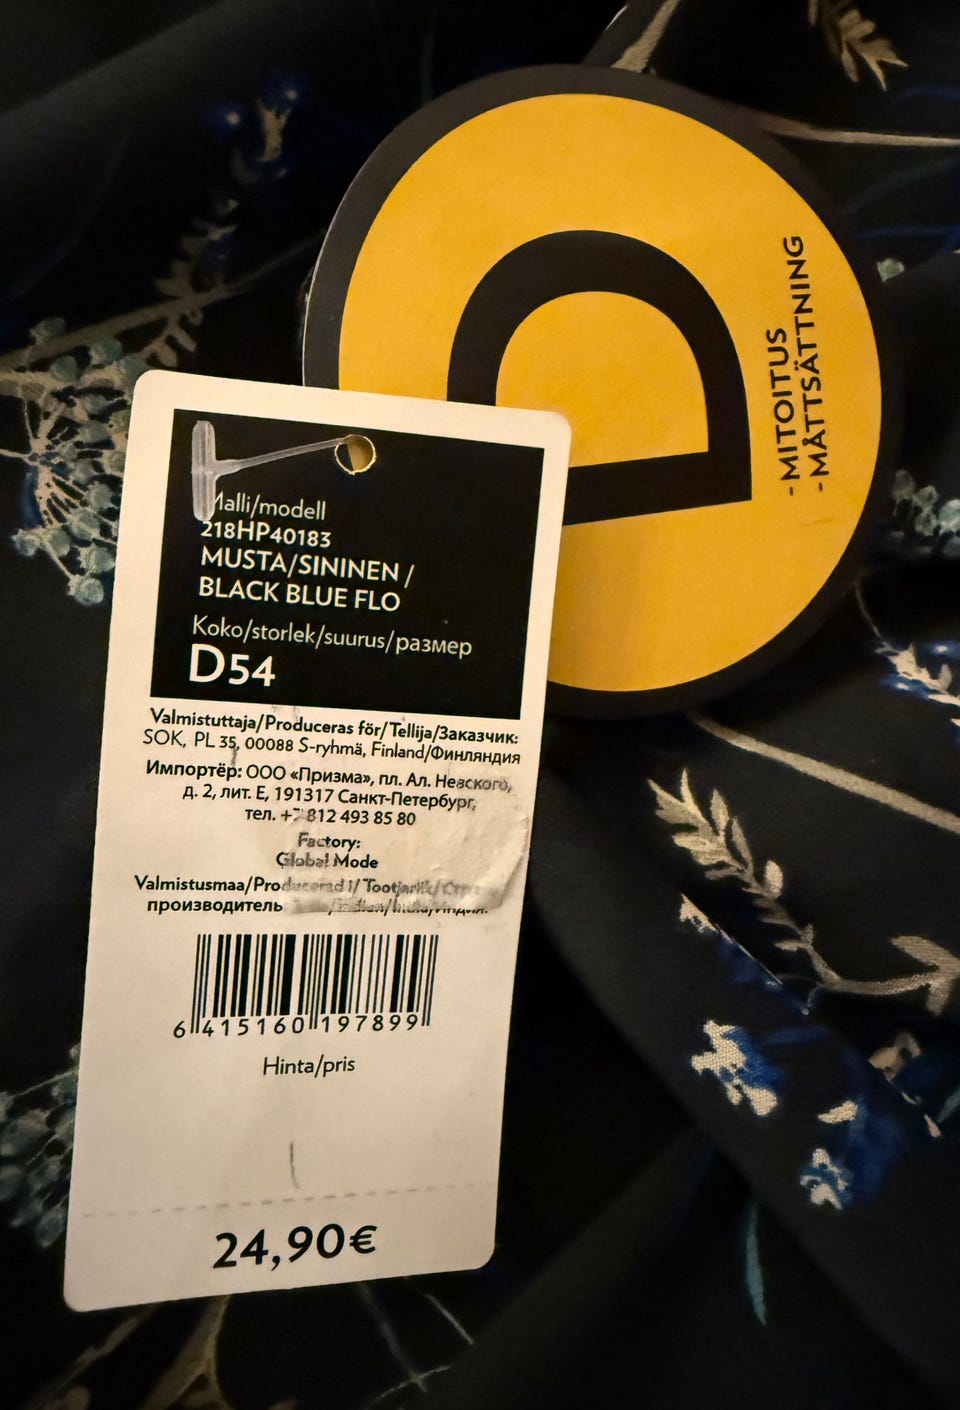 D
-MITOITUS
-MÅTTSÄTTNING
Malli/modell
218HP40183
MUSTA/SININEN /
BLACK BLUE FLO
Koko/storlek/suurus/размер
D54
Valmistuttaja/Produceras för/Tellija/Заказчик:
SOK, PL 35, 00088 S-ryhmä, Finland/Финляндия
Импортёр: ООО «Призма», пл. Ал. Невского,
д. 2, лит. Е, 191317 Санкт-Петербург,
тел. +7 812 493 85 80
Factory:
Global Mode
Valmistusmaa/Producerad i/
производитель
6 415160 197899
Hinta/pris
24,90€